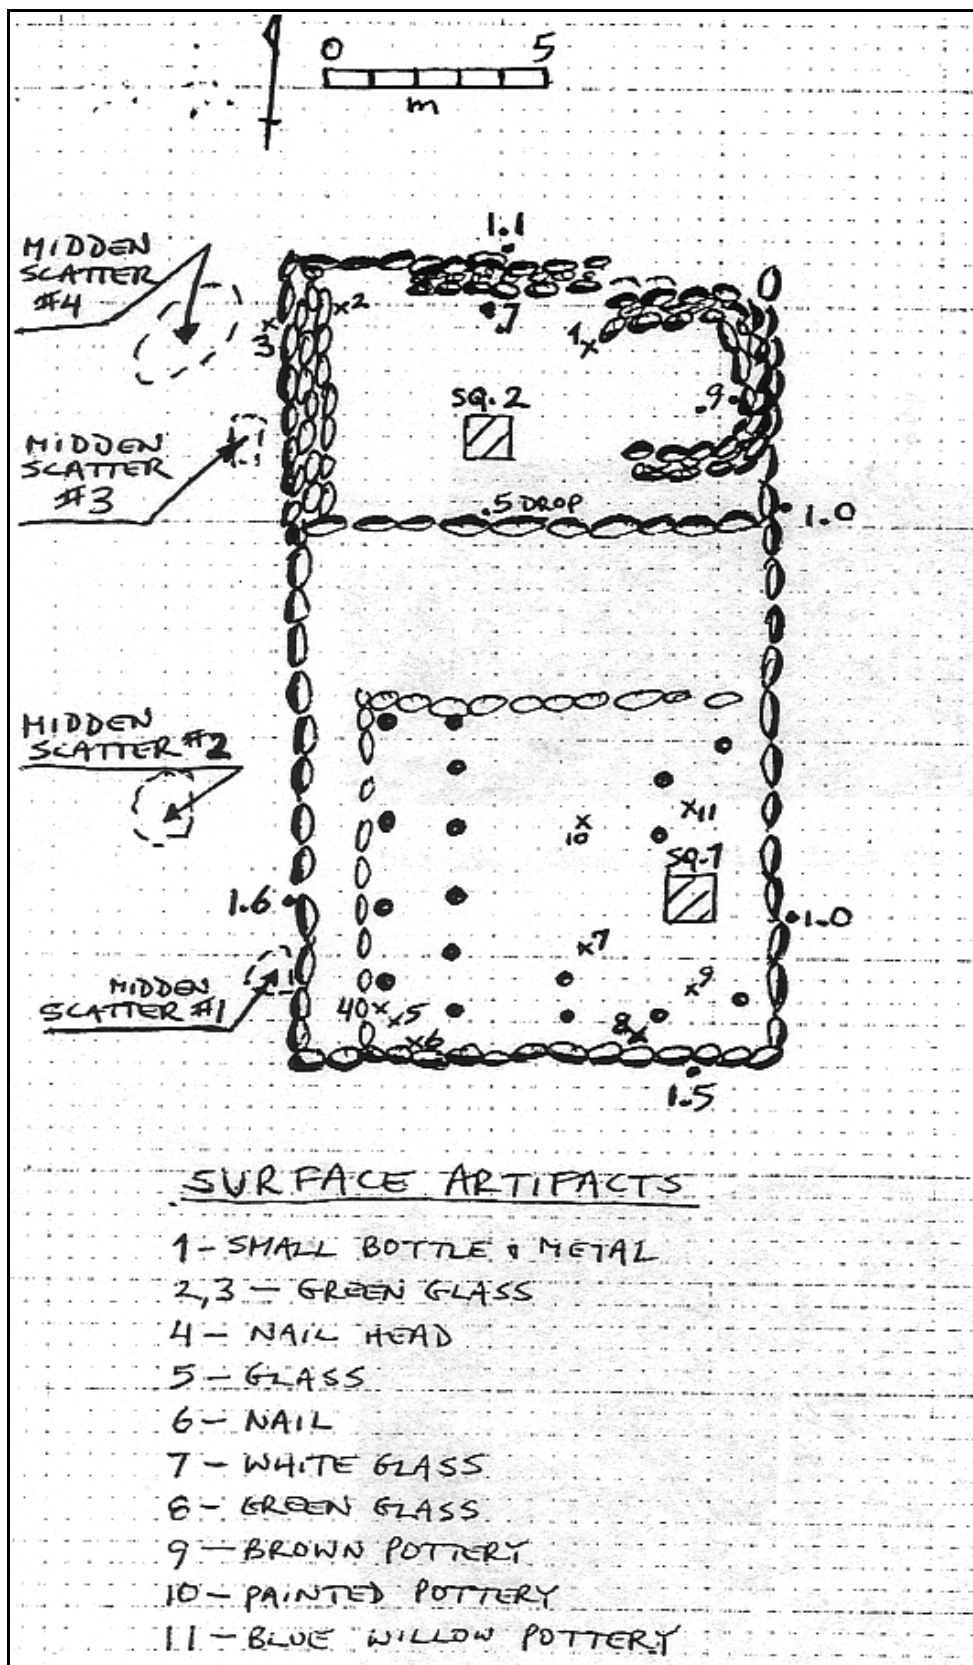 0 5
m
1.1
MIDDEN
SCATTER
#4
x2
3
.7
1x
SQ.2
.9
MIDDEN
SCATTER
#3
.5 DROP
1.0
MIDDEN
SCATTER #2
x11
x
10
SQ.1
1.6
1.0
x7
MIDDEN
SCATTER #1
x9
x5
8x
x6
1.5
SURFACE ARTIFACTS
1 - SMALL BOTTLE & METAL
2,3 - GREEN GLASS
4 - NAIL HEAD
5 - GLASS
6 - NAIL
7 - WHITE GLASS
8 - GREEN GLASS
9 - BROWN POTTERY
10 - PAINTED POTTERY
11 - BLUE WILLOW POTTERY